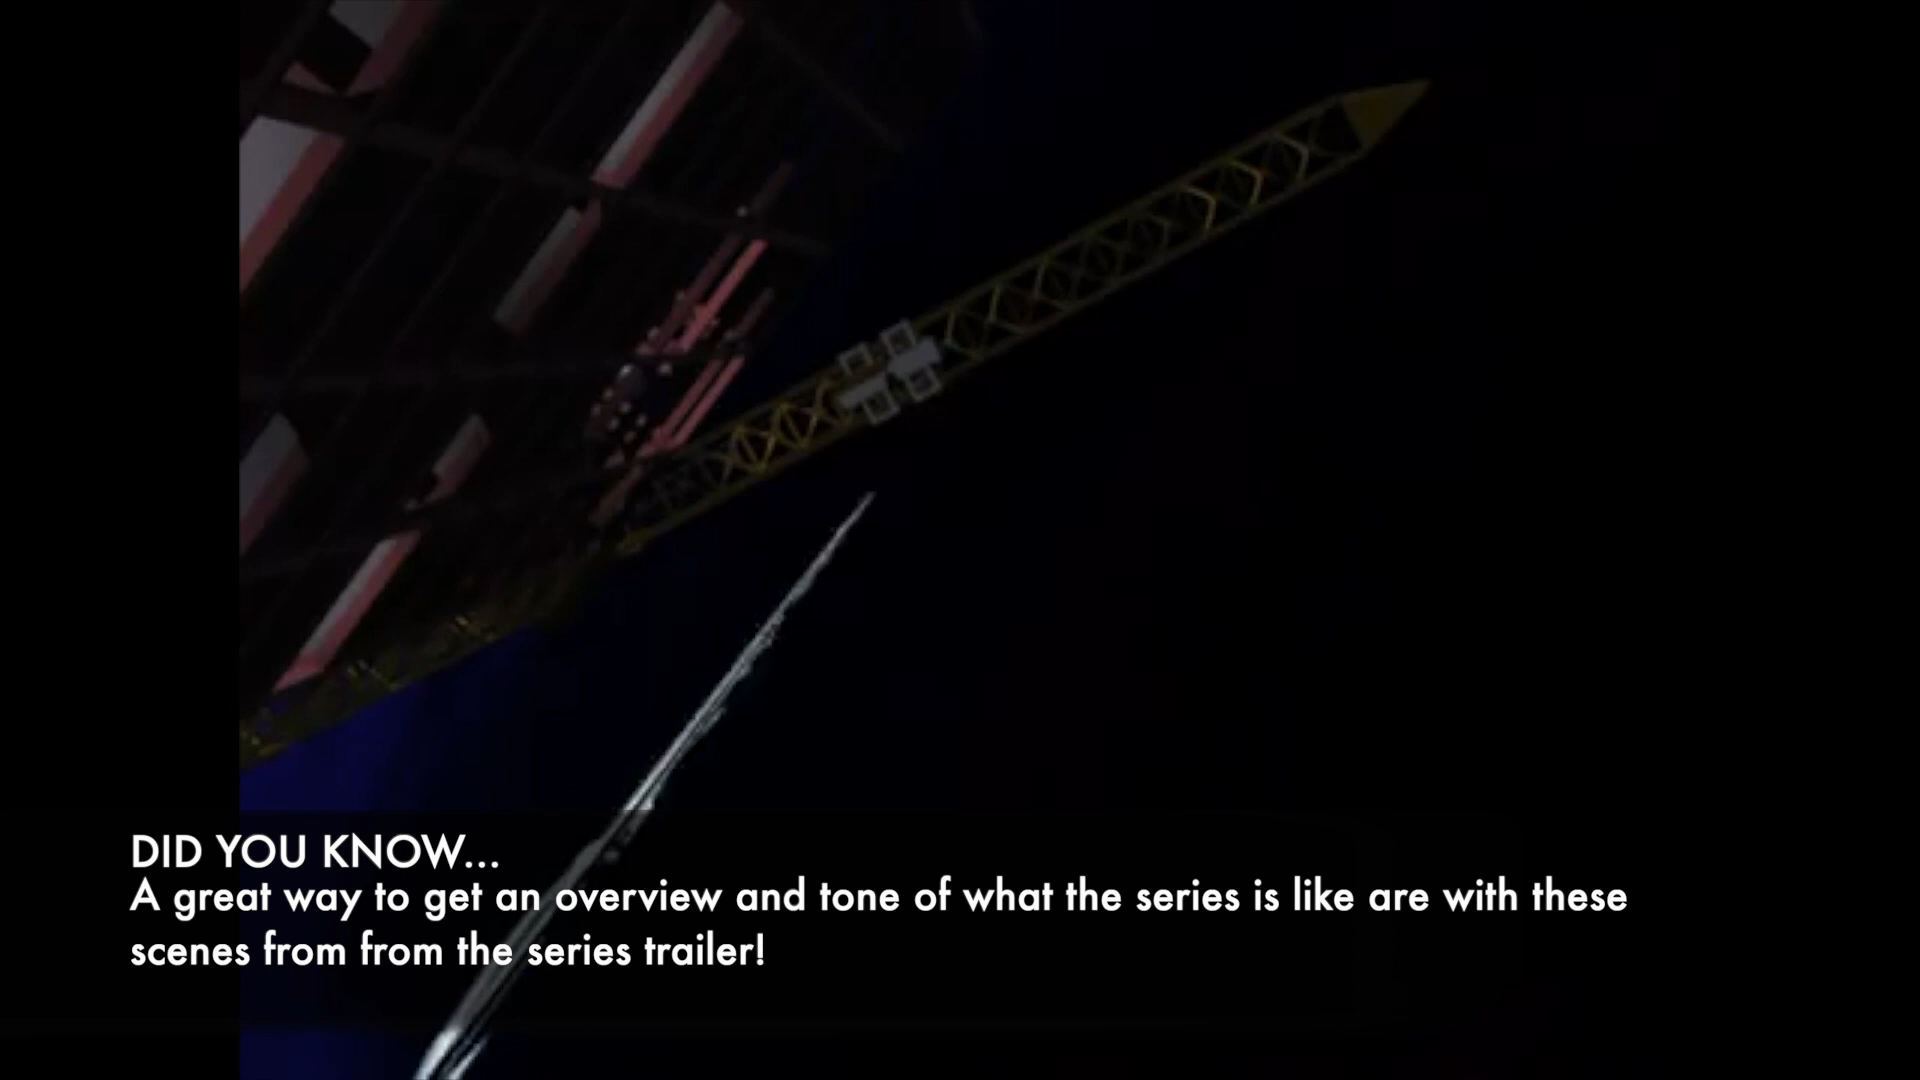 DID YOU KNOW...
A great way to get an overview and tone of what the series is like are with these
scenes from from the series trailer!